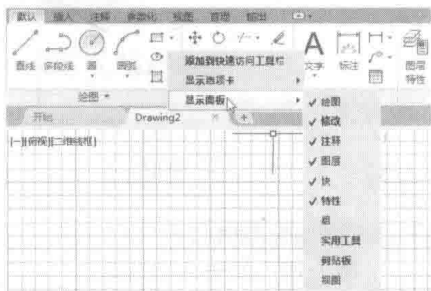 默认 插入 注释 参数化 视图 管理 输出
直线 多段线 圆 圆弧
文字 标注 图层
特性
绘图
添加到快速访问工具栏
显示选项卡
显示面板
绘图
修改
注释
图层
块
特性
组
实用工具
剪贴板
视图
开始 Drawing2
[-][俯视][二维线框]